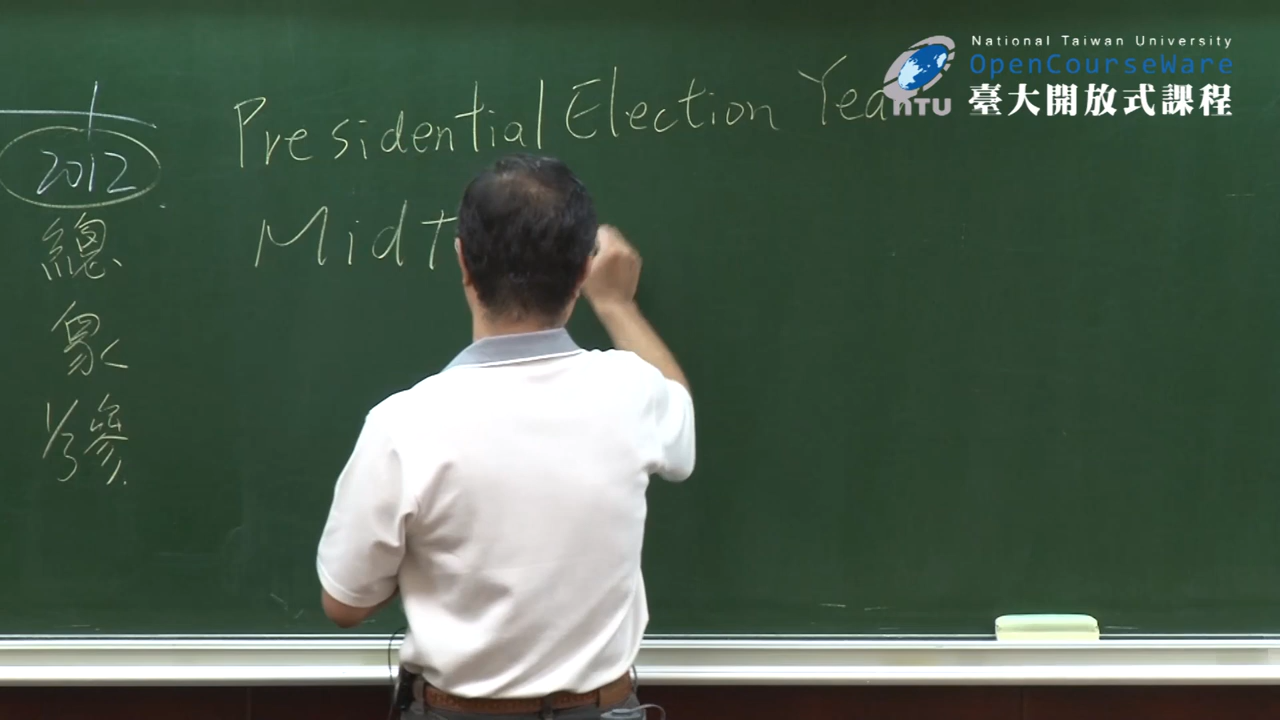 National Taiwan University
OpenCourseWare
臺大開放式課程
NTU
2012
總
眾
1/3參
Presidential Election Year
Midt